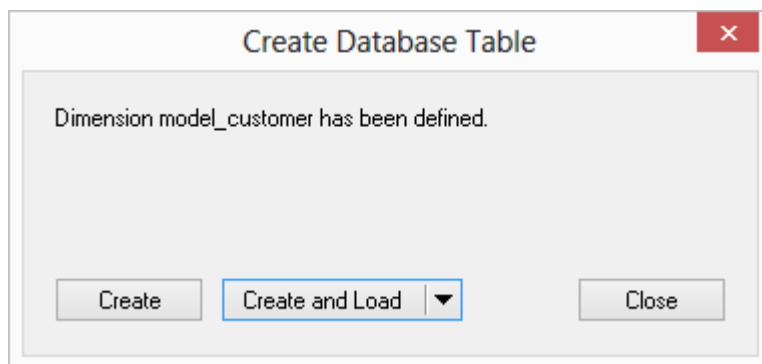 Create Database Table
Dimension model_customer has been defined.
Create
Create and Load
Close